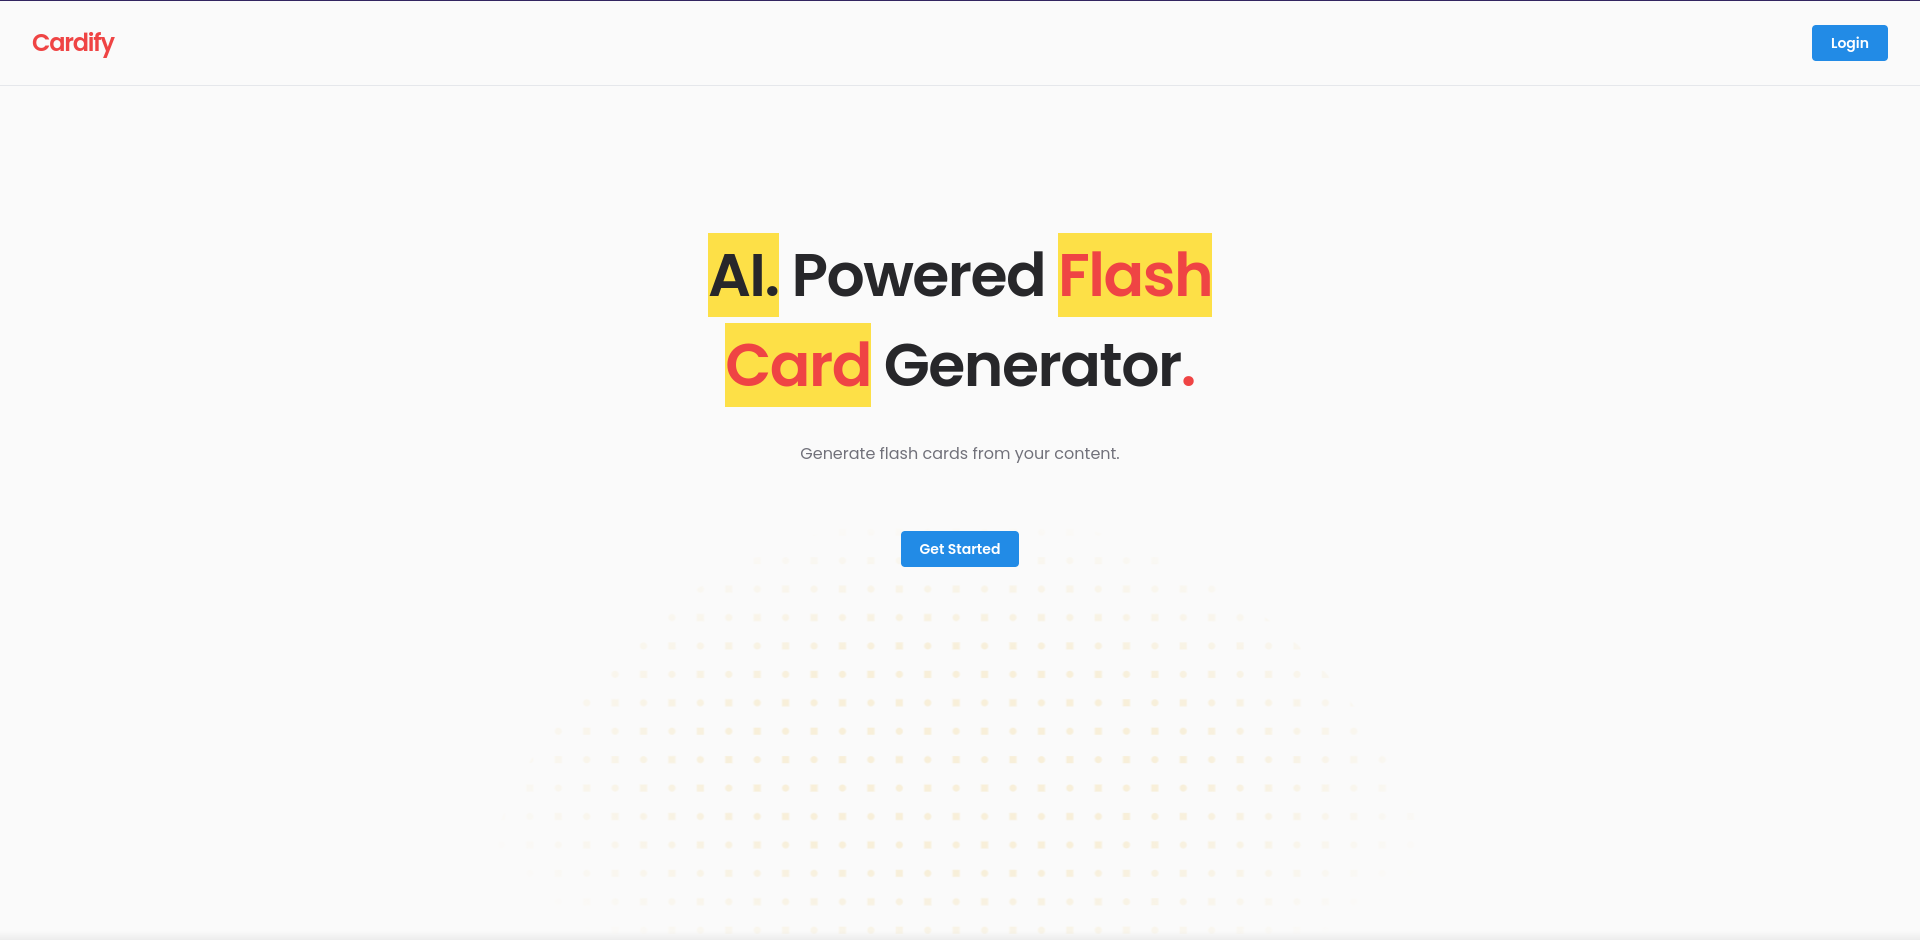 Cardify
Login
AI. Powered Flash
Card Generator.
Generate flash cards from your content.
Get Started